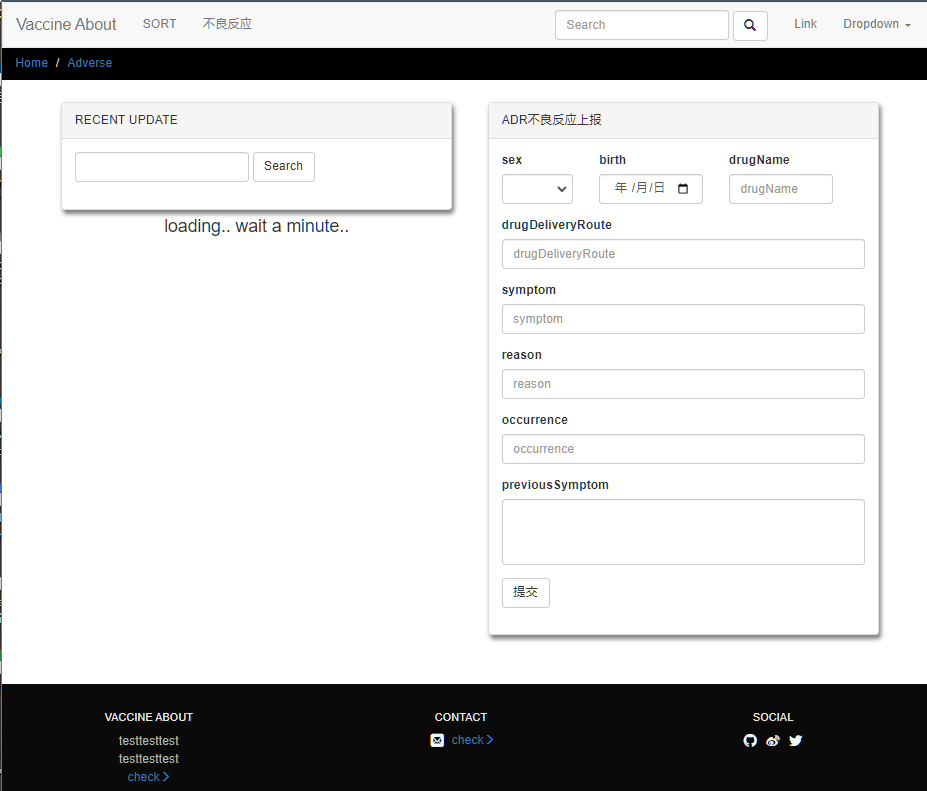 Vaccine About SORT 不良反应 Search Link Dropdown
Home / Adverse
RECENT UPDATE
Search
loading.. wait a minute..
ADR不良反应上报
sex birth drugName
年 /月/日 drugName
drugDeliveryRoute
drugDeliveryRoute
symptom
symptom
reason
reason
occurrence
occurrence
previousSymptom
提交
VACCINE ABOUT
testtesttest
testtesttest
check
CONTACT
check
SOCIAL